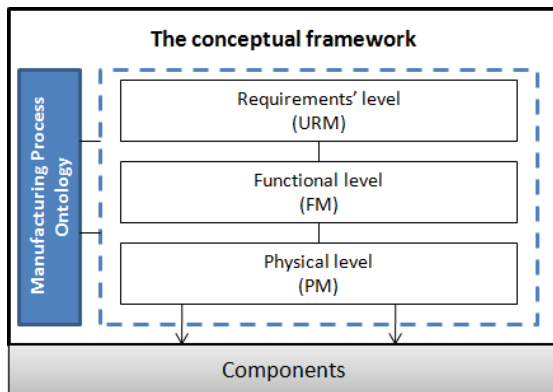 The conceptual framework
Manufacturing Process
Ontology
Requirements' level
(URM)
Functional level
(FM)
Physical level
(PM)
Components